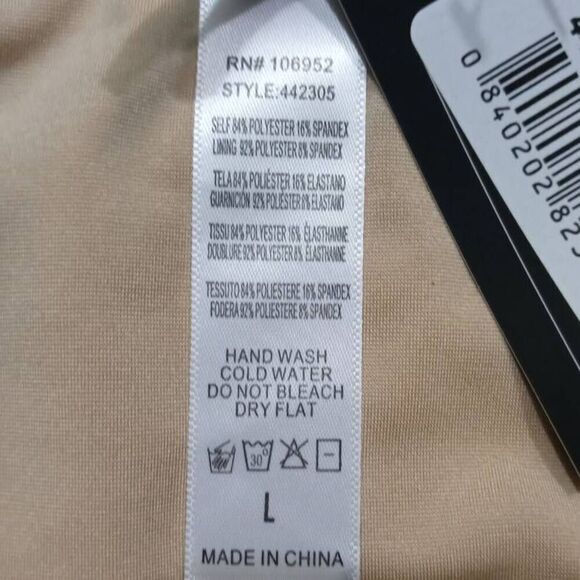 RN# 106952
STYLE:442305
SELF 84% POLYESTER 16% SPANDEX
LINING 92% POLYESTER 8% SPANDEX
TELA 84% POLIÉSTER 16% ELASTANO
GUARNICIÓN 92% POLIÉSTER 8% ELASTANO
TISSU 84% POLYESTER 16% ÉLASTHANNE
DOUBLURE 92% POLYESTER 8% ÉLASTHANNE
TESSUTO 84% POLIESTERE 16% SPANDEX
FODERA 92% POLIESTERE 8% SPANDEX
HAND WASH
COLD WATER
DO NOT BLEACH
DRY FLAT
30°
L
MADE IN CHINA
0 84020282